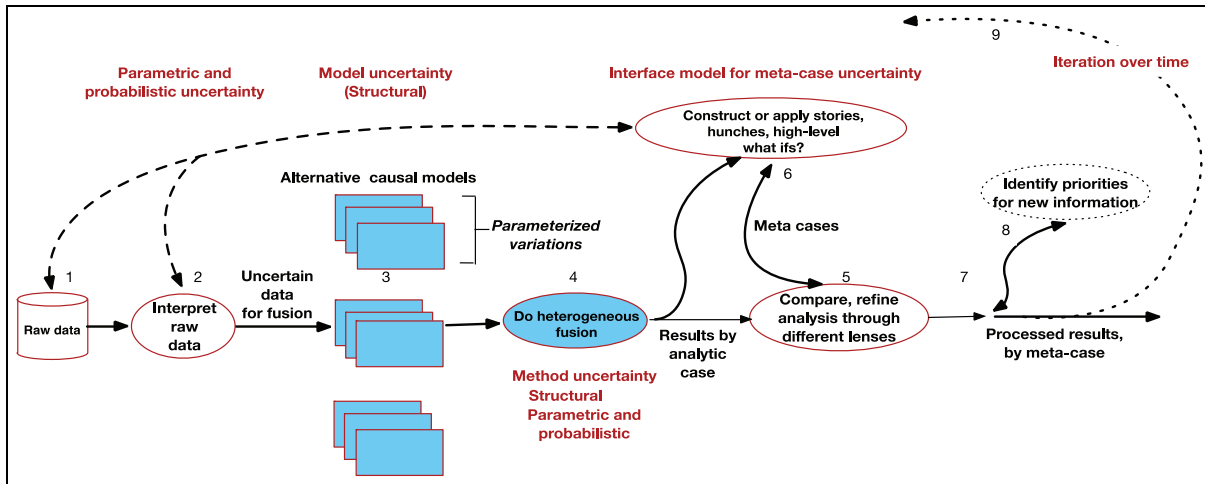 9
Parametric and
probabilistic uncertainty
Model uncertainty
(Structural)
Interface model for meta-case uncertainty
Iteration over time
Construct or apply stories,
hunches, high-level
what ifs?
6
Alternative causal models
Parameterized
variations
Identify priorities
for new information
8
Meta cases
1
2
Uncertain
data
for fusion
3
4
5
7
Raw data
Interpret
raw
data
Do heterogeneous
fusion
Compare, refine
analysis through
different lenses
Results by
analytic
case
Processed results,
by meta-case
Method uncertainty
Structural
Parametric and
probabilistic